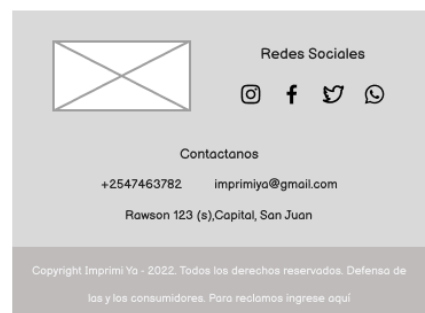 Redes Sociales
Contactanos
+2547463782 imprimiya@gmail.com
Rawson 123 (s),Capital, San Juan
Copyright Imprimi Ya - 2022. Todos los derechos reservados. Defensa de
las y los consumidores. Para reclamos ingrese aquí